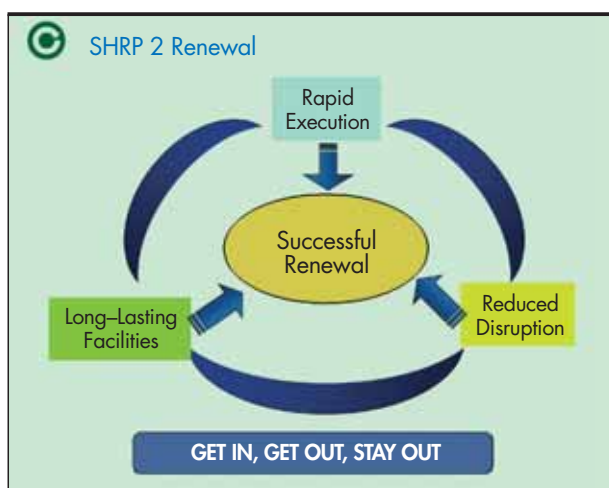 SHRP 2 Renewal
Rapid
Execution
Successful
Renewal
Long–Lasting
Facilities
Reduced
Disruption
GET IN, GET OUT, STAY OUT